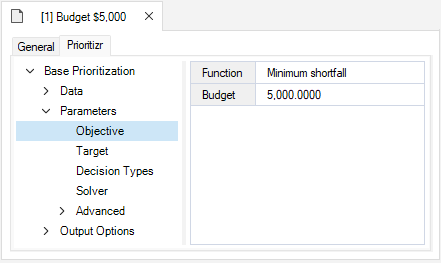 [1] Budget $5,000
General
Prioritizr
Base Prioritization
Data
Parameters
Objective
Target
Decision Types
Solver
Advanced
Output Options
Function Minimum shortfall
Budget 5,000.0000